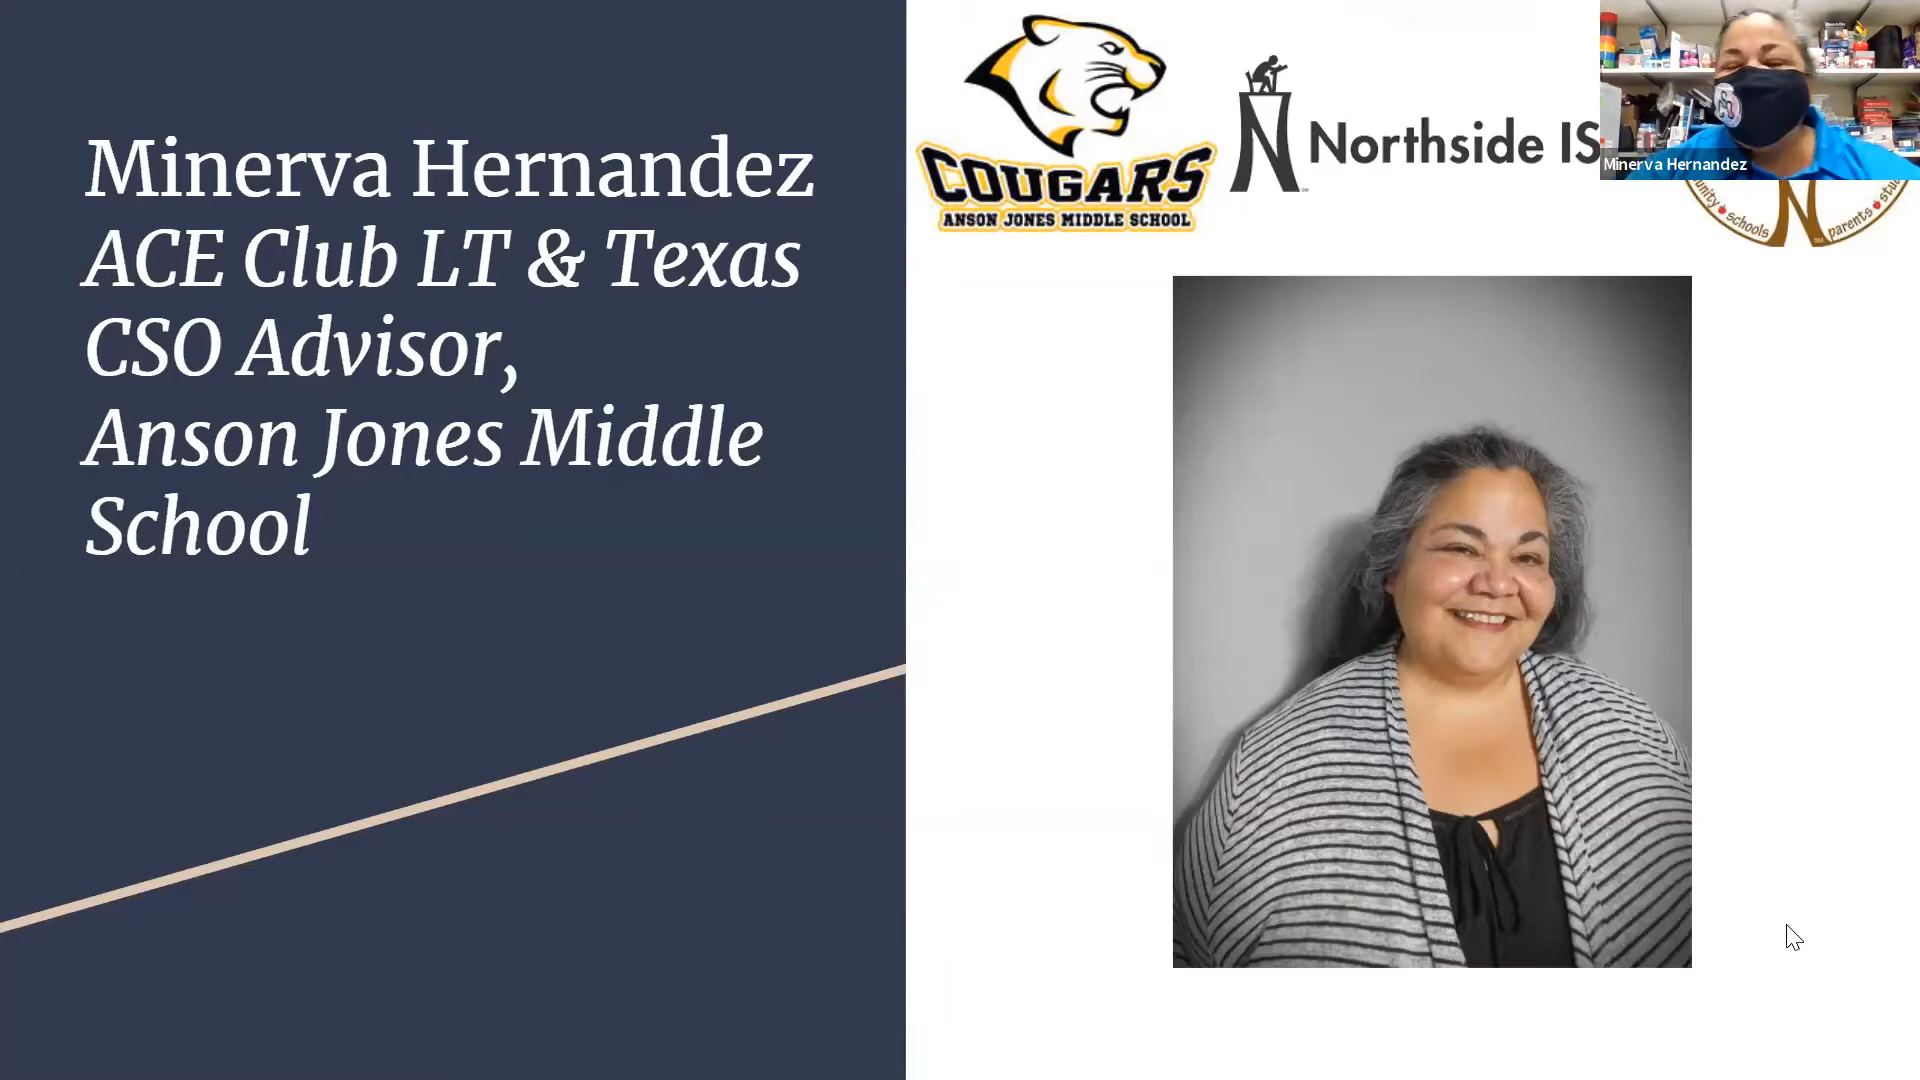 Minerva Hernandez
ACE Club LT & Texas
CSO Advisor,
Anson Jones Middle
School
COUGARS
ANSON JONES MIDDLE SCHOOL
Northside IS
Minerva Hernandez
schools
parents